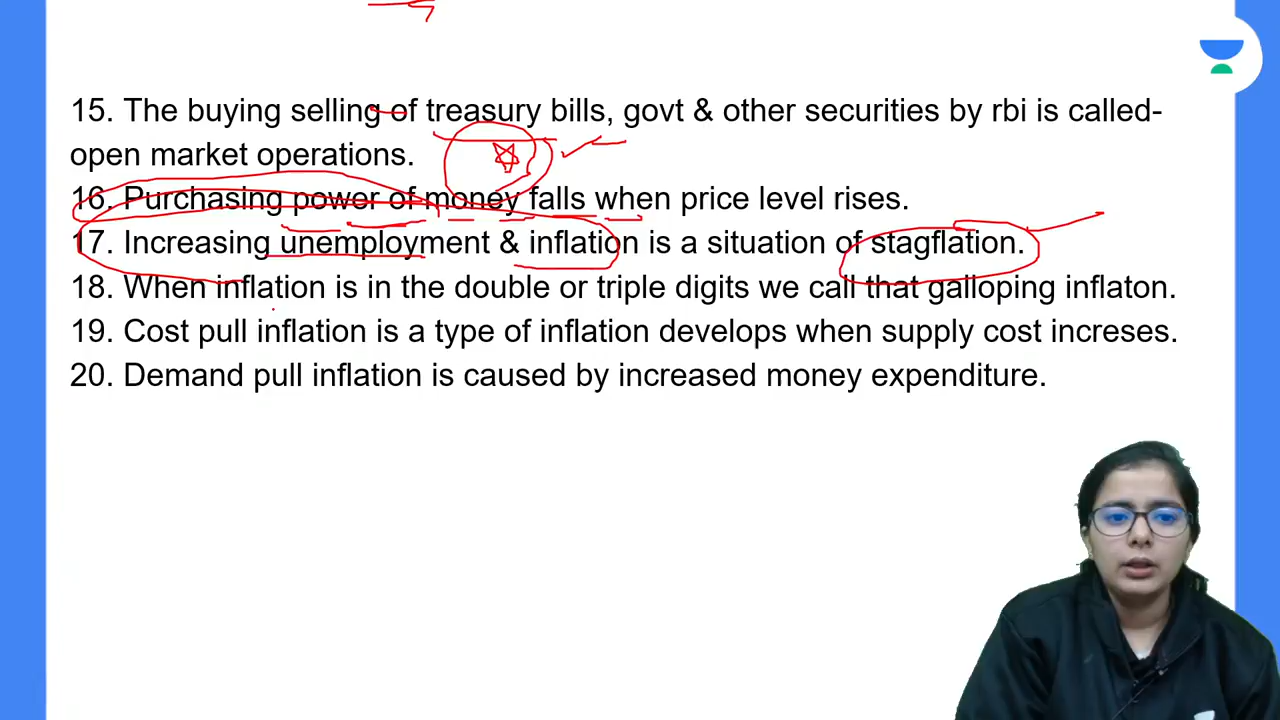 15. The buying selling of treasury bills, govt & other securities by rbi is called-
open market operations.
16. Purchasing power of money falls when price level rises.
17. Increasing unemployment & inflation is a situation of stagflation.
18. When inflation is in the double or triple digits we call that galloping inflaton.
19. Cost pull inflation is a type of inflation develops when supply cost increses.
20. Demand pull inflation is caused by increased money expenditure.